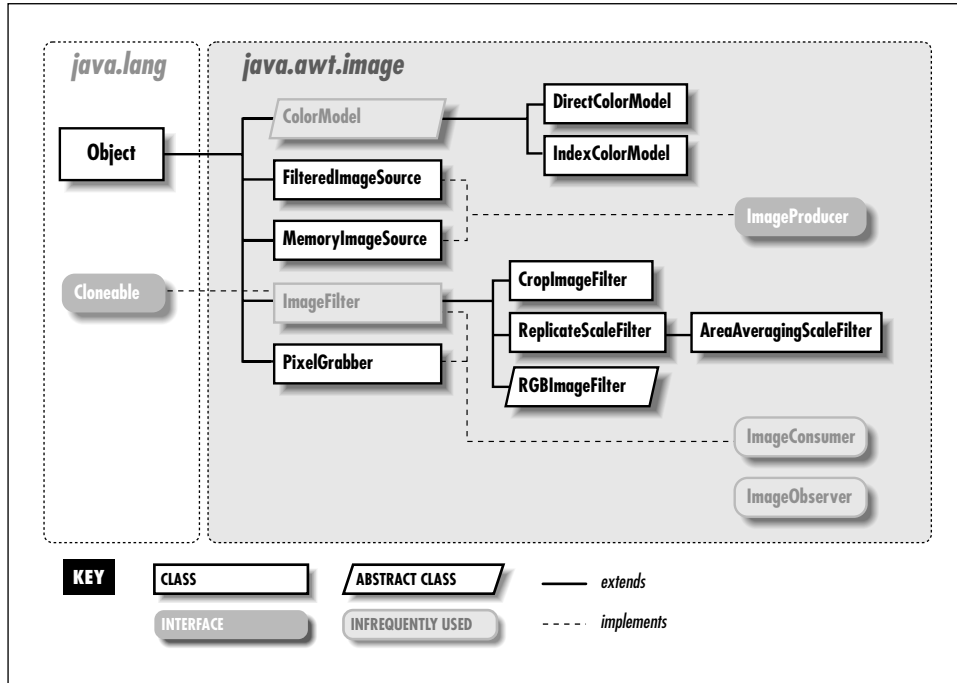 java.lang
java.awt.image
Object
Cloneable
ColorModel
DirectColorModel
IndexColorModel
FilteredImageSource
MemoryImageSource
ImageProducer
ImageFilter
CropImageFilter
ReplicateScaleFilter
AreaAveragingScaleFilter
PixelGrabber
RGBImageFilter
ImageConsumer
ImageObserver
KEY
CLASS
ABSTRACT CLASS
extends
INTERFACE
INFREQUENTLY USED
implements